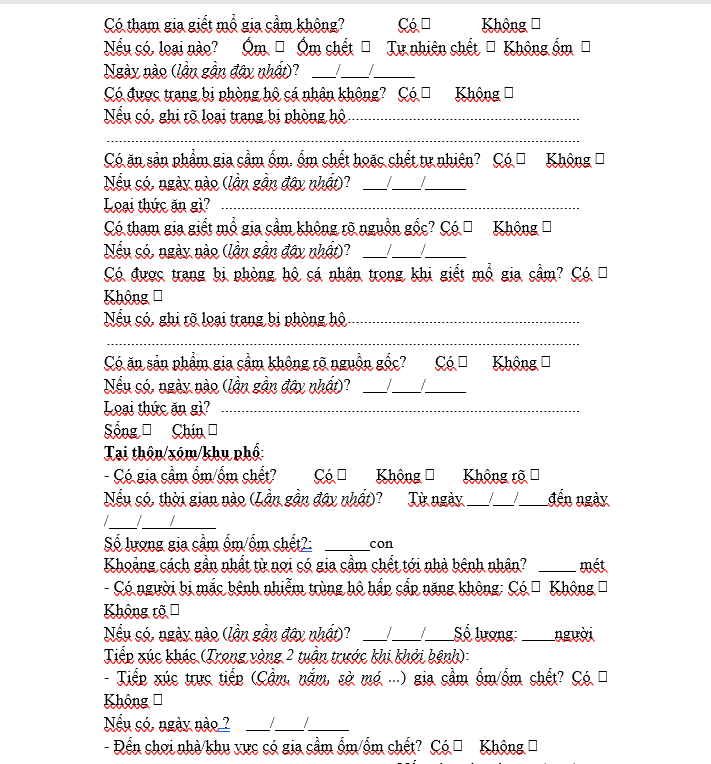 Có tham gia giết mổ gia cầm không? Có □ Không □
Nếu có, loại nào? Ốm □ Ốm chết □ Tự nhiên chết □ Không ốm □
Ngày nào (lần gần đây nhất)? ___/____/______
Có được trang bị phòng hộ cá nhân không? Có □ Không □
Nếu có, ghi rõ loại trang bị phòng hộ..........................................................
......................................................................................................................
Có ăn sản phẩm gia cầm ốm, ốm chết hoặc chết tự nhiên? Có □ Không □
Nếu có, ngày nào (lần gần đây nhất)? ___/____/______
Loại thức ăn gì? ..........................................................................................
Có tham gia giết mổ gia cầm không rõ nguồn gốc? Có □ Không □
Nếu có, ngày nào (lần gần đây nhất)? ___/____/______
Có được trang bị phòng hộ cá nhân trong khi giết mổ gia cầm? Có □
Không □
Nếu có, ghi rõ loại trang bị phòng hộ..........................................................
......................................................................................................................
Có ăn sản phẩm gia cầm không rõ nguồn gốc? Có □ Không □
Nếu có, ngày nào (lần gần đây nhất)? ___/____/______
Loại thức ăn gì? ..........................................................................................
Sống □ Chín □
Tại thôn/xóm/khu phố:
- Có gia cầm ốm/ốm chết? Có □ Không □ Không rõ □
Nếu có, thời gian nào (Lần gần đây nhất)? Từ ngày ___/___/____đến ngày
/____/____/______
Số lượng gia cầm ốm/ốm chết?: ______con
Khoảng cách gần nhất từ nơi có gia cầm chết tới nhà bệnh nhân? _____ mét
- Có người bị mắc bệnh nhiễm trùng hô hấp cấp nặng không: Có □ Không □
Không rõ □
Nếu có, ngày nào (lần gần đây nhất)? ___/____/____Số lượng: _____người
Tiếp xúc khác (Trong vòng 2 tuần trước khi khởi bệnh):
- Tiếp xúc trực tiếp (Cầm, nắm, sờ mó ...) gia cầm ốm/ốm chết? Có □
Không □
Nếu có, ngày nào ? ___/____/______
- Đến chơi nhà/khu vực có gia cầm ốm/ốm chết? Có □ Không □